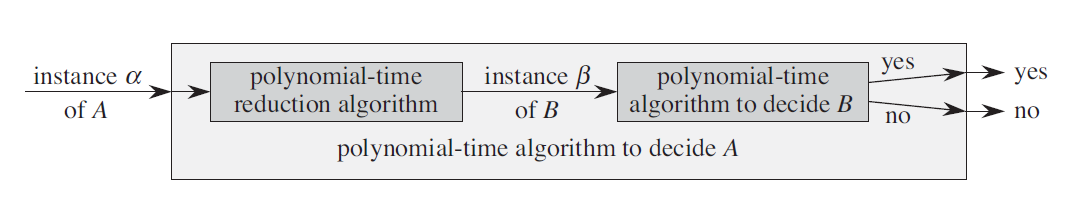 instance α
of A
polynomial-time
reduction algorithm
instance β
of B
polynomial-time
algorithm to decide B
yes
no
yes
no
polynomial-time algorithm to decide A